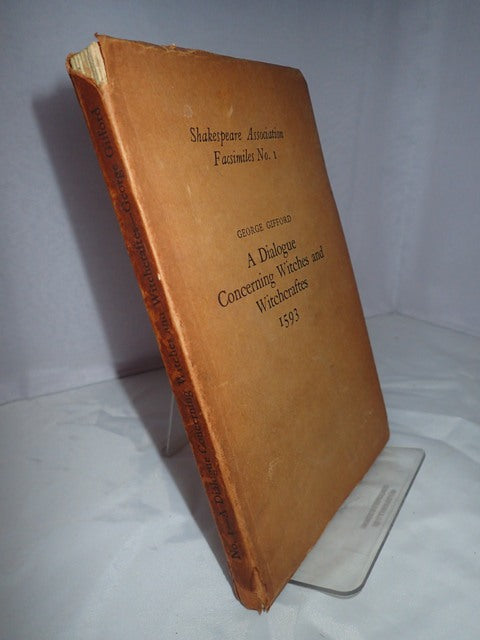 Shakespeare Association
Facsimiles No. 1
GEORGE GIFFORD
A Dialogue
Concerning Witches and
Witchcraftes
1593
No. 1—A Dialogue Concerning Witches and Witchcraftes—George Gifford